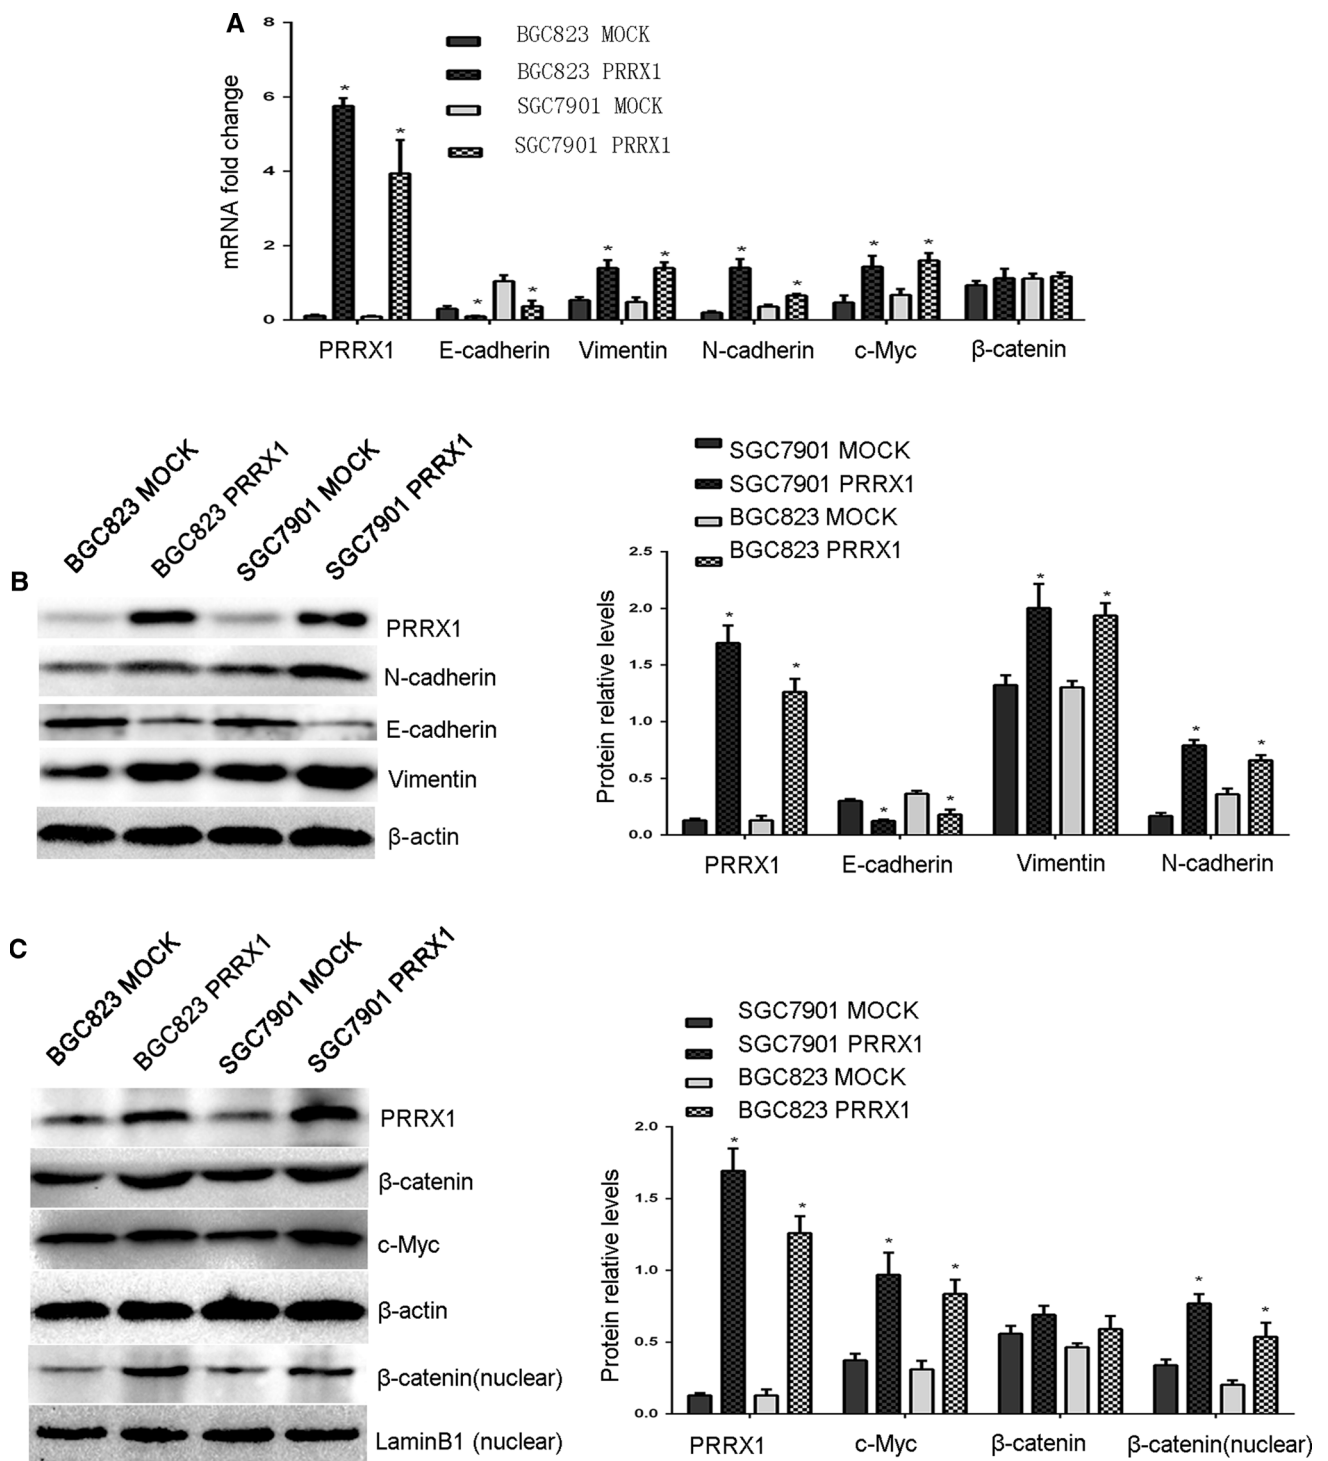 A
8
6
4
2
0
mRNA fold change
BGC823 MOCK
BGC823 PRRX1
SGC7901 MOCK
SGC7901 PRRX1
*
*
*
*
*
*
*
*
*
*
PRRX1 E-cadherin Vimentin N-cadherin c-Myc β-catenin
B
BGC823 MOCK
BGC823 PRRX1
SGC7901 MOCK
SGC7901 PRRX1
PRRX1
N-cadherin
E-cadherin
Vimentin
β-actin
SGC7901 MOCK
SGC7901 PRRX1
BGC823 MOCK
BGC823 PRRX1
2.5
2.0
1.5
1.0
0.5
0.0
Protein relative levels
*
*
*
*
*
*
*
*
PRRX1 E-cadherin Vimentin N-cadherin
C
BGC823 MOCK
BGC823 PRRX1
SGC7901 MOCK
SGC7901 PRRX1
PRRX1
β-catenin
c-Myc
β-actin
β-catenin(nuclear)
LaminB1 (nuclear)
SGC7901 MOCK
SGC7901 PRRX1
BGC823 MOCK
BGC823 PRRX1
2.0
1.5
1.0
0.5
0.0
Protein relative levels
*
*
*
*
*
*
PRRX1 c-Myc β-catenin β-catenin(nuclear)